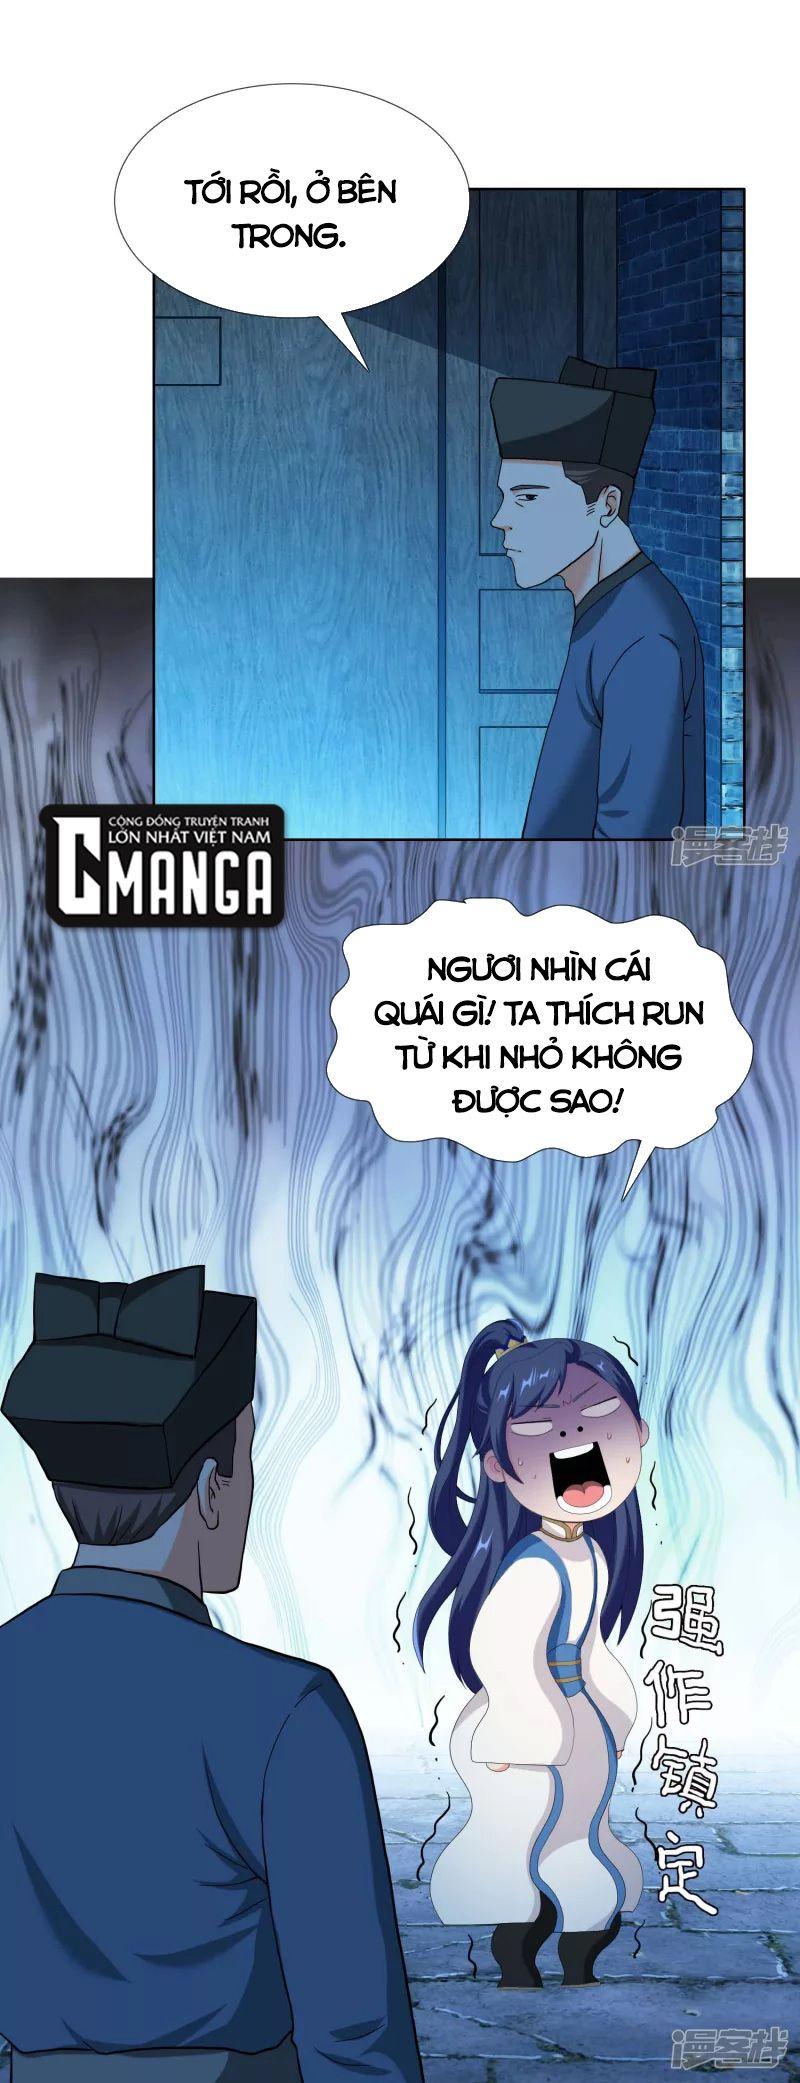 TỚI RỒI, Ở BÊN
TRONG.
CỘNG ĐỒNG TRUYỆN TRANH
LỚN NHẤT VIỆT NAM
CMANGA
漫客栈
NGƯƠI NHÌN CÁI
QUÁI GÌ! TA THÍCH RUN
TỪ KHI NHỎ KHÔNG
ĐƯỢC SAO!
强作镇定
漫客栈